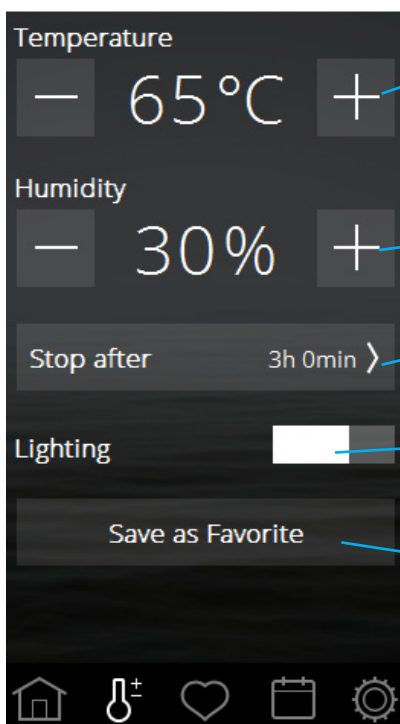 Temperature
65°C
Humidity
30%
Stop after 3h 0min
Lighting
Save as Favorite